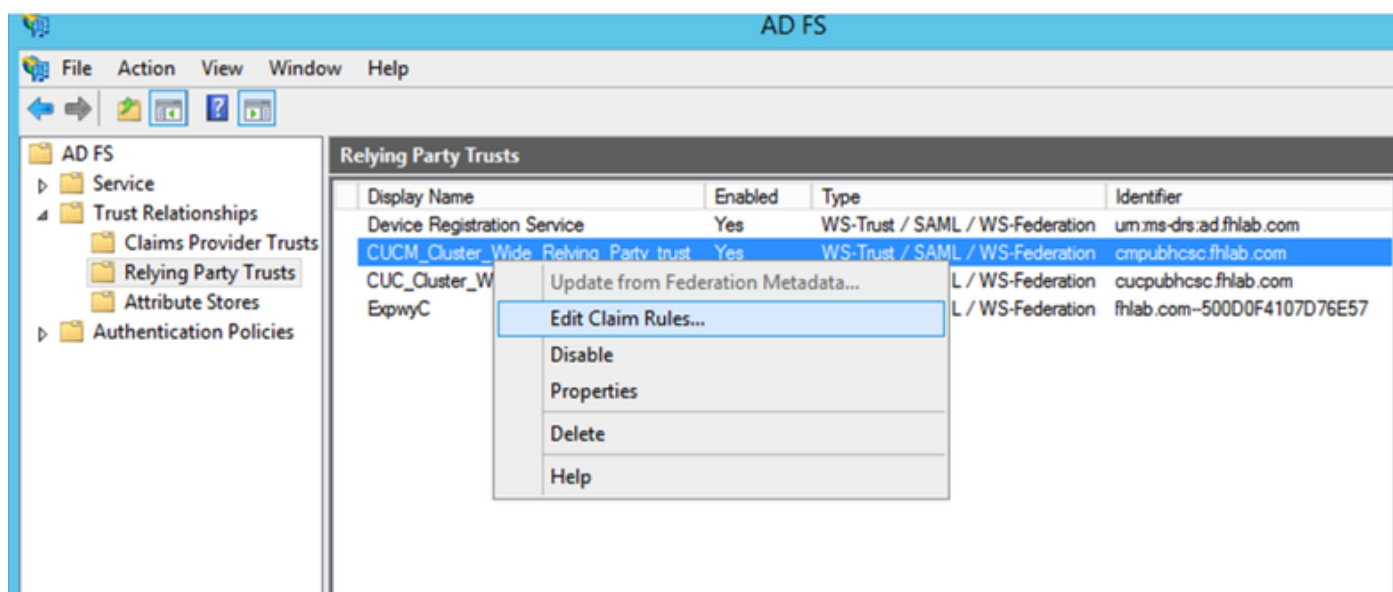 AD FS
File Action View Window Help
AD FS
Service
Trust Relationships
Claims Provider Trusts
Relying Party Trusts
Attribute Stores
Authentication Policies
Relying Party Trusts
Display Name Enabled Type Identifier
Device Registration Service Yes WS-Trust / SAML / WS-Federation urn:ms-drs:ad.fhlab.com
CUCM_Cluster_Wide_Relying_Party_trust Yes WS-Trust / SAML / WS-Federation cmpubhcsc.fhlab.com
CUC_Cluster_W L / WS-Federation cucpubhcsc.fhlab.com
ExpwyC L / WS-Federation fhlab.com--500D0F4107D76E57
Update from Federation Metadata...
Edit Claim Rules...
Disable
Properties
Delete
Help